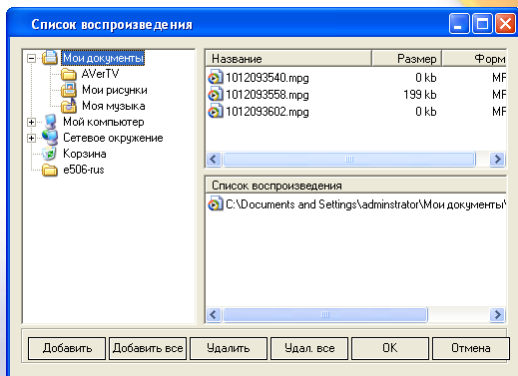 Список воспроизведения
Мои документы
AVerTV
Мои рисунки
Моя музыка
Мой компьютер
Сетевое окружение
Корзина
e506-rus
Название Размер Форм
1012093540.mpg 0 kb MF
1012093558.mpg 199 kb MF
1012093602.mpg 0 kb MF
Список воспроизведения
C:\Documents and Settings\adminstrator\Мои документы\
Добавить Добавить все Удалить Удал. все OK Отмена